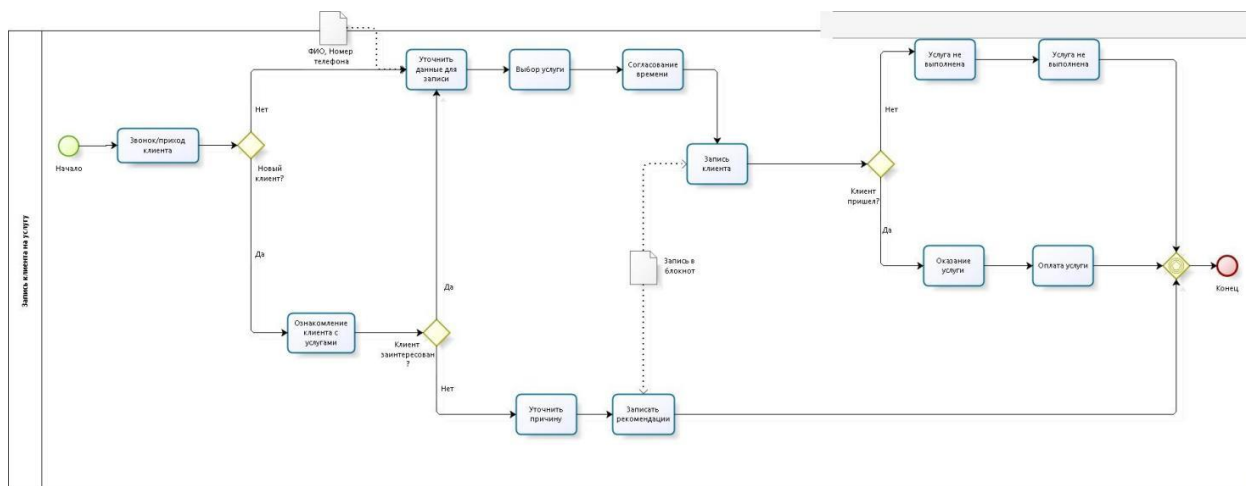 Запись клиента на услугу
Начало
Звонок/приход
клиента
Новый
клиент?
Нет
Да
ФИО, Номер
телефона
Уточнить
данные для
записи
Выбор услуги
Согласование
времени
Запись
клиента
Ознакомление
клиента с
услугами
Клиент
заинтересован
?
Да
Нет
Уточнить
причину
Записать
рекомендации
Запись в
блокнот
Клиент
пришел?
Нет
Да
Услуга не
выполнена
Услуга не
выполнена
Оказание
услуги
Оплата услуги
Конец